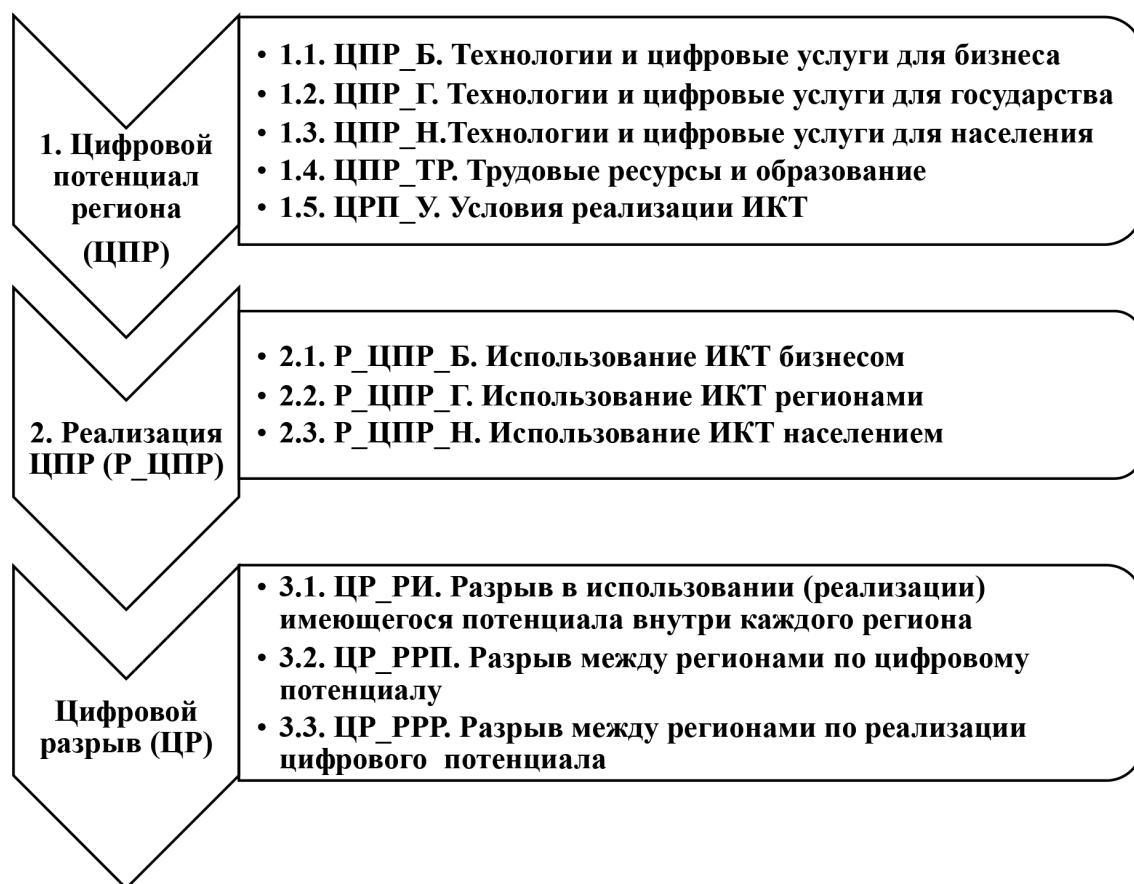 1. Цифровой
потенциал
региона
(ЦПР)
• 1.1. ЦПР_Б. Технологии и цифровые услуги для бизнеса
• 1.2. ЦПР_Г. Технологии и цифровые услуги для государства
• 1.3. ЦПР_Н.Технологии и цифровые услуги для населения
• 1.4. ЦПР_ТР. Трудовые ресурсы и образование
• 1.5. ЦРП_У. Условия реализации ИКТ
2. Реализация
ЦПР (Р_ЦПР)
• 2.1. Р_ЦПР_Б. Использование ИКТ бизнесом
• 2.2. Р_ЦПР_Г. Использование ИКТ регионами
• 2.3. Р_ЦПР_Н. Использование ИКТ населением
Цифровой
разрыв (ЦР)
• 3.1. ЦР_РИ. Разрыв в использовании (реализации)
имеющегося потенциала внутри каждого региона
• 3.2. ЦР_РРП. Разрыв между регионами по цифровому
потенциалу
• 3.3. ЦР_РРР. Разрыв между регионами по реализации
цифрового потенциала